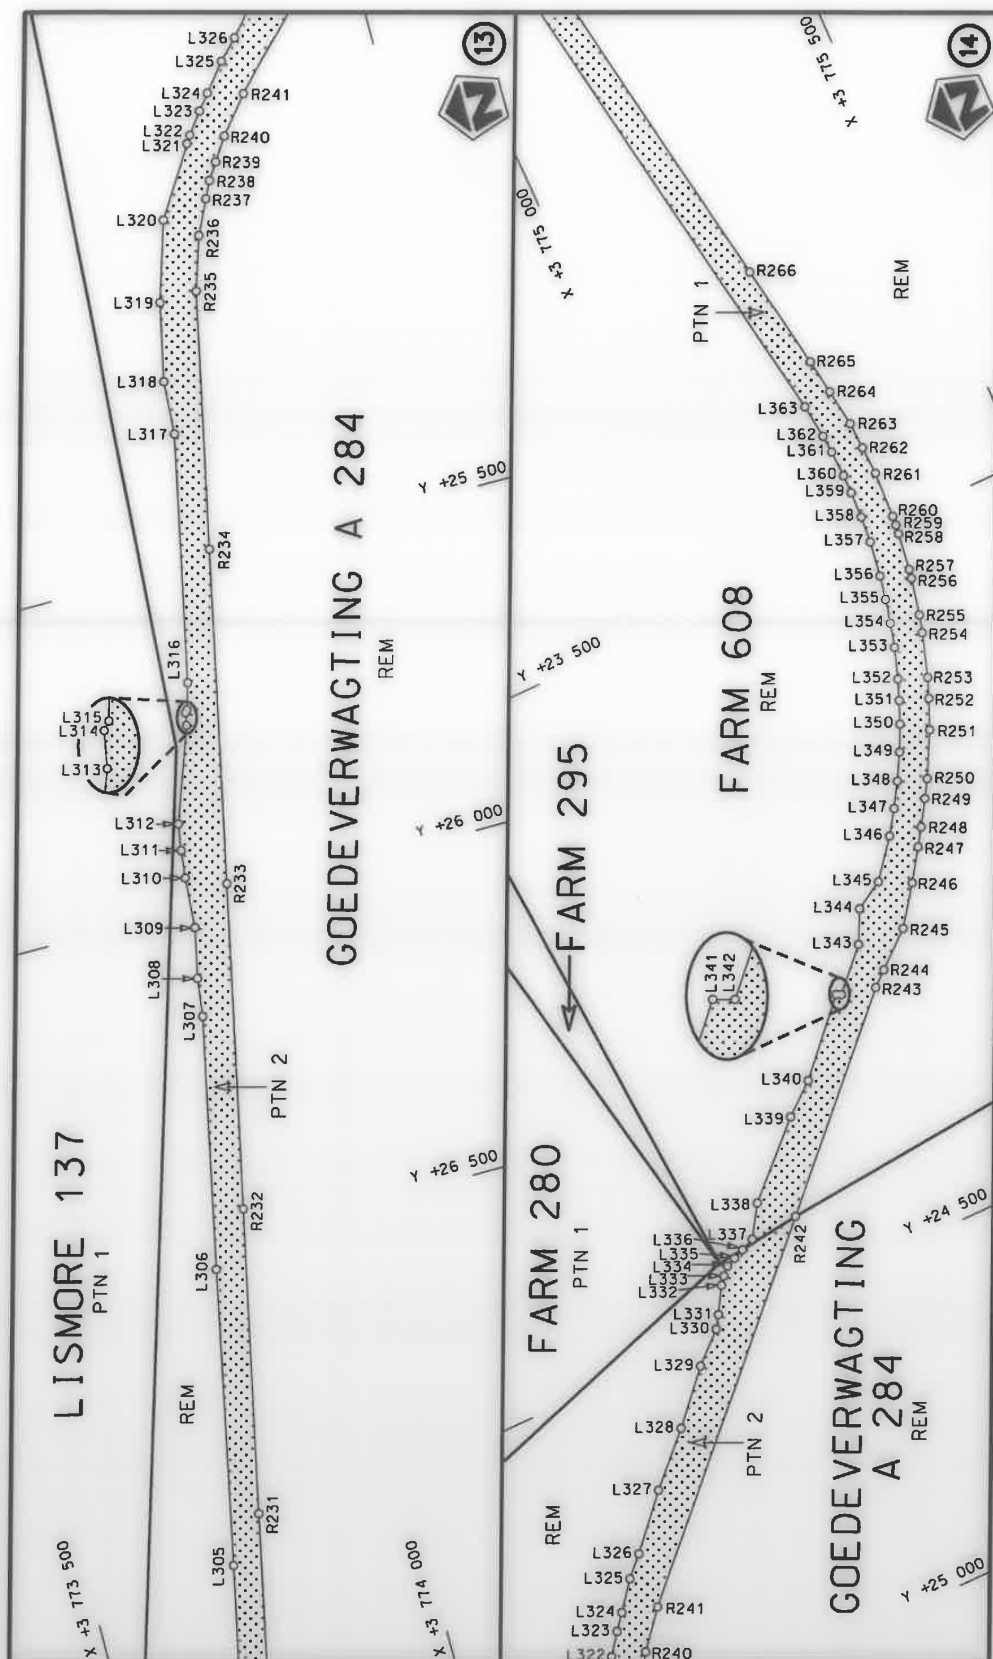 13
L326
L325
L324
L323
L322
L321
L320
L319
L318
L317
L316
L315
L314
L313
L312
L311
L310
L309
L308
L307
L306
L305
R241
R240
R239
R238
R237
R236
R235
R234
R233
R232
R231
GOEDEVERWAGTING A 284
REM
LISMORE 137
PTN 1
REM
PTN 2
Y +25 500
Y +26 000
Y +26 500
X +3 773 500
X +3 774 000
14
X +3 775 500
X +3 775 000
R266
PTN 1
REM
R265
R264
R263
R262
R261
R260
R259
R258
R257
R256
R255
R254
R253
R252
R251
R250
R249
R248
R247
R246
R245
R244
R243
R242
R241
R240
L363
L362
L361
L360
L359
L358
L357
L356
L355
L354
L353
L352
L351
L350
L349
L348
L347
L346
L345
L344
L343
L342
L341
L340
L339
L338
L337
L336
L335
L334
L333
L332
L331
L330
L329
L328
L327
L326
L325
L324
L323
L322
FARM 608
REM
FARM 295
FARM 280
PTN 1
Y +23 500
Y +24 500
Y +25 000
PTN 2
REM
GOEDEVERWAGTING
A 284
REM